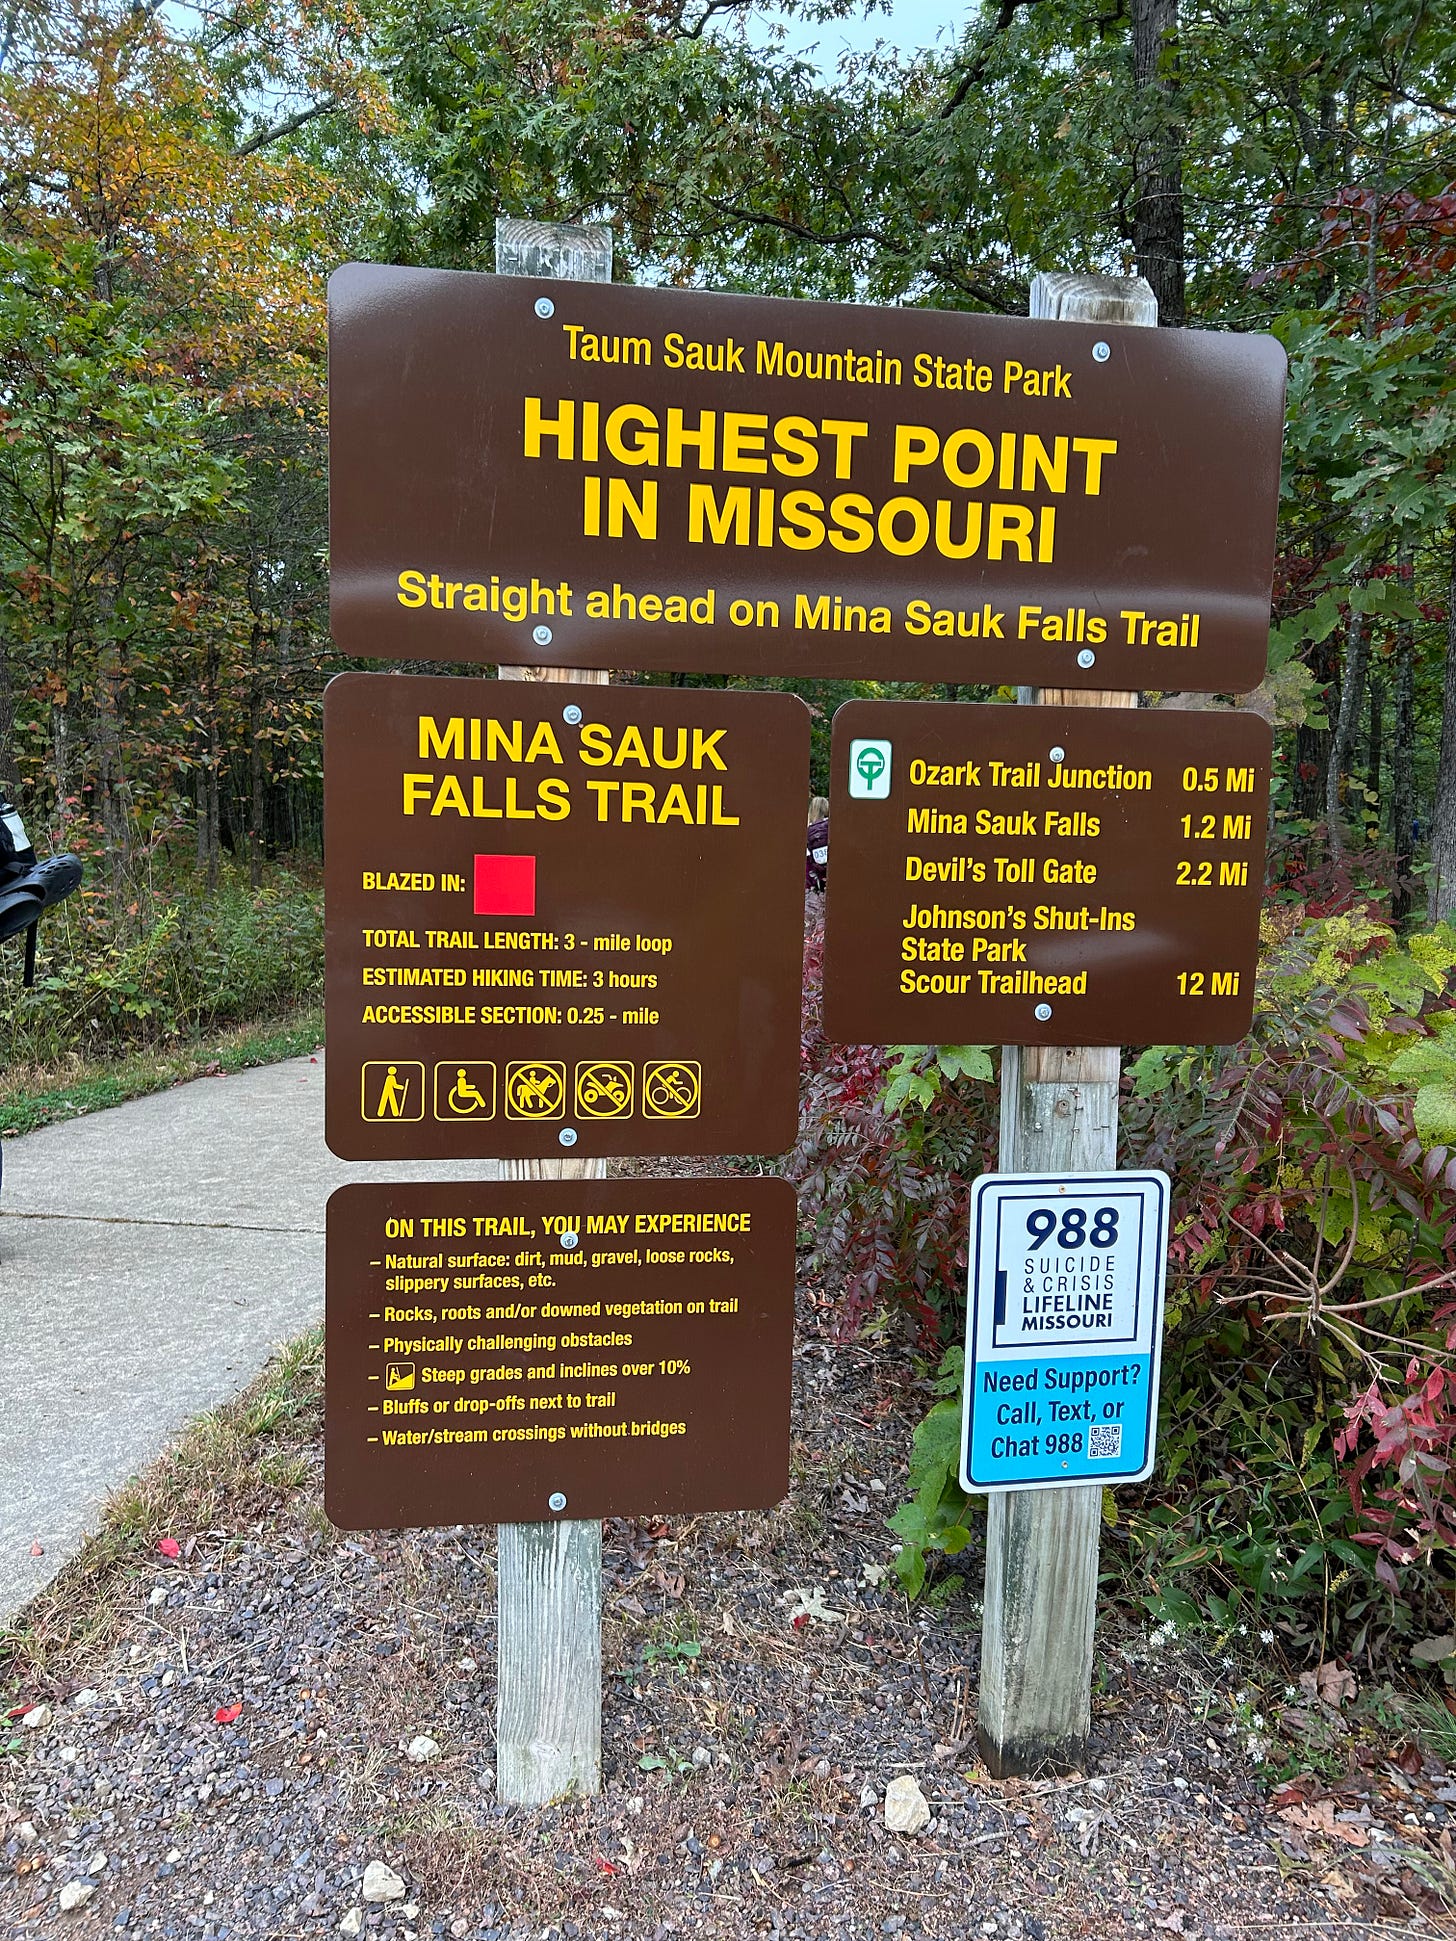 Taum Sauk Mountain State Park
HIGHEST POINT
IN MISSOURI
Straight ahead on Mina Sauk Falls Trail
MINA SAUK
FALLS TRAIL
BLAZED IN:
TOTAL TRAIL LENGTH: 3 - mile loop
ESTIMATED HIKING TIME: 3 hours
ACCESSIBLE SECTION: 0.25 - mile
Ozark Trail Junction 0.5 Mi
Mina Sauk Falls 1.2 Mi
Devil's Toll Gate 2.2 Mi
Johnson's Shut-Ins
State Park
Scour Trailhead 12 Mi
ON THIS TRAIL, YOU MAY EXPERIENCE
– Natural surface: dirt, mud, gravel, loose rocks,
slippery surfaces, etc.
– Rocks, roots and/or downed vegetation on trail
– Physically challenging obstacles
– Steep grades and inclines over 10%
– Bluffs or drop-offs next to trail
– Water/stream crossings without bridges
988
SUICIDE
& CRISIS
LIFELINE
MISSOURI
Need Support?
Call, Text, or
Chat 988